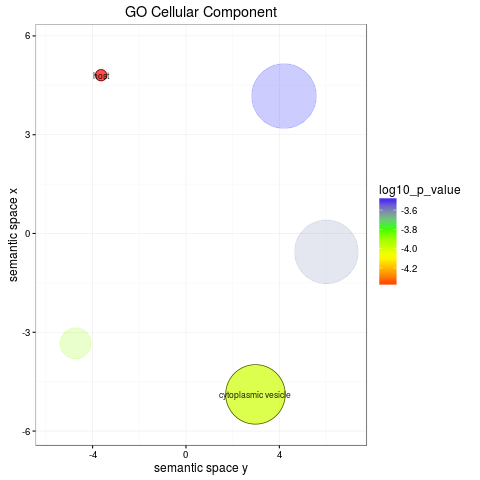 GO Cellular Component
6
3
0
-3
-6
semantic space x
host
cytoplasmic vesicle
-4
0
4
semantic space y
log10_p_value
-3.6
-3.8
-4.0
-4.2